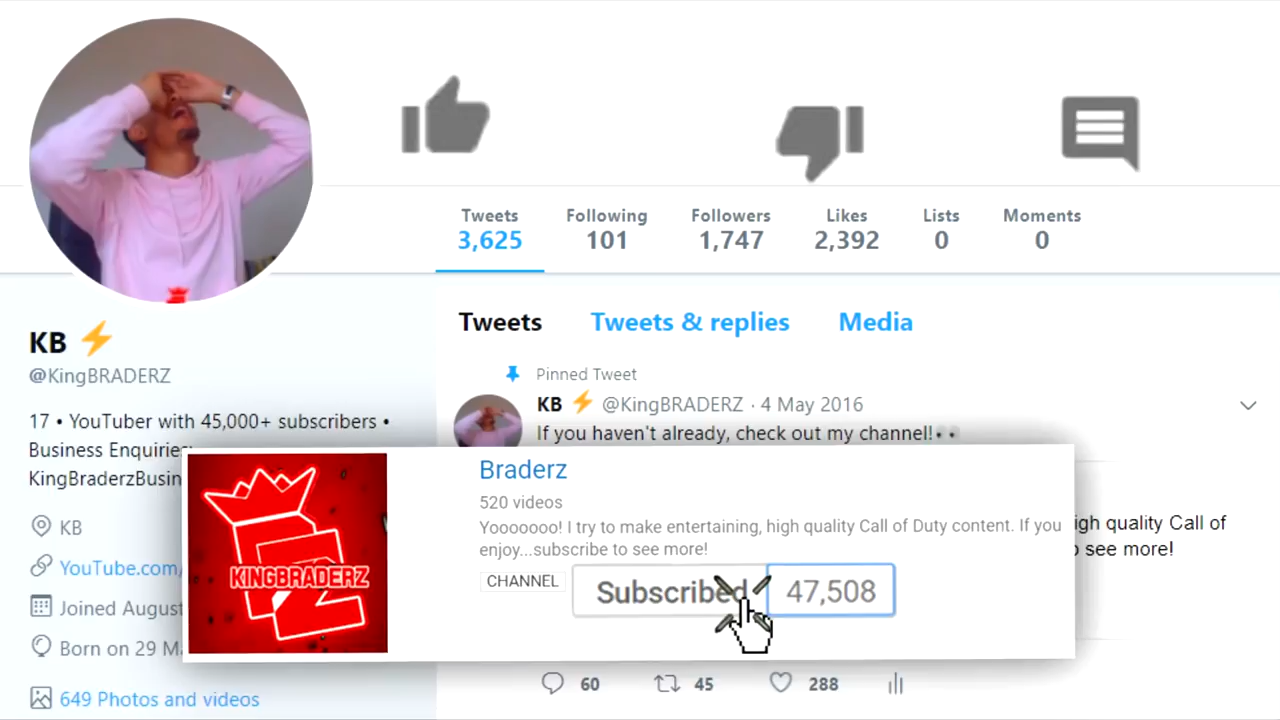 Tweets Following Followers Likes Lists Moments
3,625 101 1,747 2,392 0 0
Tweets Tweets & replies Media
Pinned Tweet
KB ⚡ @KingBRADERZ · 4 May 2016
If you haven't already, check out my channel!👀
KB ⚡
@KingBRADERZ
17 • YouTuber with 45,000+ subscribers •
Business Enquiries:
KingBraderzBusin
KB
YouTube.com/
Joined August
Born on 29 Ma
649 Photos and videos
KINGBRADERZ
Braderz
520 videos
Yooooooo! I try to make entertaining, high quality Call of Duty content. If you
enjoy...subscribe to see more!
CHANNEL Subscribed 47,508
igh quality Call of
see more!
60 45 288